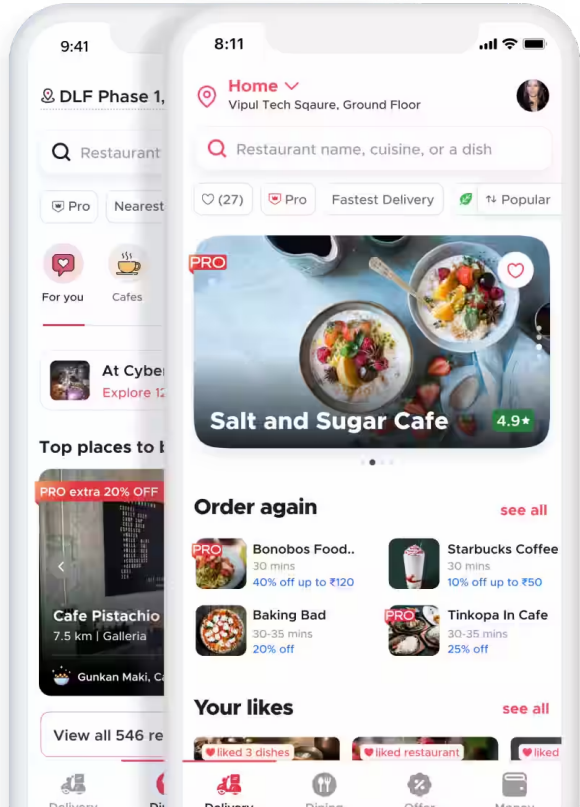 9:41
DLF Phase 1,
Restaurant
Pro
Nearest
For you
Cafes
At Cyber
Explore 12
Top places to b
PRO extra 20% OFF
Cafe Pistachio
7.5 km | Galleria
Gunkan Maki, Ca
View all 546 re
Delivery
8:11
Home
Vipul Tech Sqaure, Ground Floor
Restaurant name, cuisine, or a dish
(27)
Pro
Fastest Delivery
Popular
PRO
Salt and Sugar Cafe
4.9★
Order again
see all
PRO
Bonobos Food..
30 mins
40% off up to ₹120
Starbucks Coffee
30 mins
10% off up to ₹50
Baking Bad
30-35 mins
20% off
PRO
Tinkopa In Cafe
30-35 mins
25% off
Your likes
see all
liked 3 dishes
liked restaurant
liked
Delivery
Dining
Offer
Money